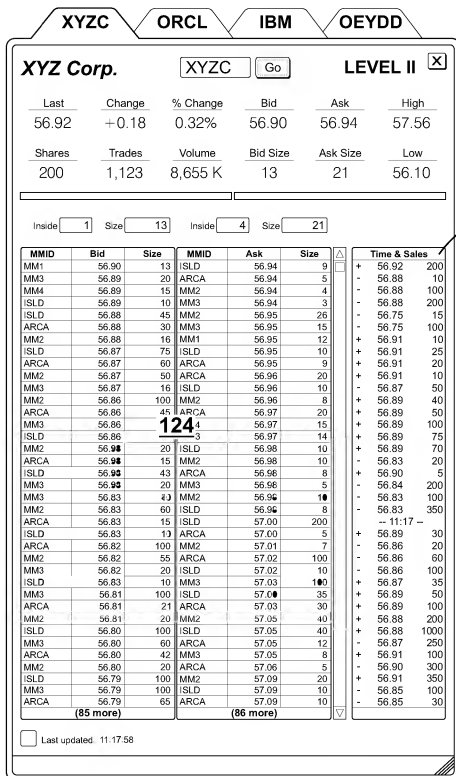 XYZC ORCL IBM OEYDD
XYZ Corp. XYZC Go LEVEL II X
Last Change % Change Bid Ask High
56.92 +0.18 0.32% 56.90 56.94 57.56
Shares Trades Volume Bid Size Ask Size Low
200 1,123 8,655 K 13 21 56.10
Inside 1 Size 13 Inside 4 Size 21
MMID Bid Size MMID Ask Size Time & Sales
MM1 56.90 13 ISLD 56.94 9 + 56.92 200
MM3 56.89 20 ARCA 56.94 5 - 56.88 10
MM4 56.89 15 MM2 56.94 4 - 56.88 100
ISLD 56.89 10 MM3 56.94 3 - 56.88 200
ISLD 56.88 45 MM2 56.95 26 - 56.75 15
ARCA 56.88 30 MM3 56.95 15 - 56.75 100
MM2 56.88 16 MM1 56.95 12 + 56.91 10
ISLD 56.87 75 ISLD 56.95 10 + 56.91 25
ARCA 56.87 60 ARCA 56.95 9 + 56.91 20
MM2 56.87 50 ARCA 56.96 20 + 56.91 10
MM3 56.87 16 ISLD 56.96 10 - 56.87 50
MM2 56.86 100 MM2 56.96 8 + 56.89 40
ARCA 56.86 45 ARCA 56.97 20 + 56.89 50
MM3 56.86 124 4 56.97 15 + 56.89 100
ISLD 56.86 3 56.97 14 + 56.89 75
MM2 20 ISLD 56.98 10 + 56.89 70
ARCA 15 MM2 56.98 10 - 56.83 20
ISLD 43 ARCA 56.98 8 + 56.90 5
MM3 20 MM3 56.98 5 - 56.84 200
MM3 56.83 MM2 - 56.83 100
MM2 56.83 60 ISLD 8 - 56.83 350
ARCA 56.83 15 ISLD 57.00 200 -- 11:17 --
ISLD 56.83 ARCA 57.00 5 + 56.89 30
ARCA 56.82 100 MM2 57.01 7 - 56.86 20
MM2 56.82 55 ARCA 57.02 100 - 56.86 60
MM3 56.82 20 ISLD 57.02 10 - 56.86 100
ISLD 56.83 10 MM3 57.03 100 + 56.87 35
MM3 56.81 100 ISLD 35 + 56.89 50
ARCA 56.81 21 ARCA 57.03 30 + 56.89 100
MM2 56.81 20 MM2 57.05 40 - 56.88 200
ISLD 56.80 100 ISLD 57.05 40 + 56.88 1000
MM3 56.80 60 ARCA 57.05 12 - 56.87 250
ARCA 56.80 42 MM3 57.05 8 + 56.91 100
MM2 56.80 20 ARCA 57.06 5 - 56.90 300
ISLD 56.79 100 MM2 57.09 20 + 56.91 350
MM3 56.79 100 ISLD 57.09 10 - 56.85 100
ARCA 56.79 65 ARCA 57.09 10 - 56.85 30
(85 more) (86 more)
Last updated 11:17:58